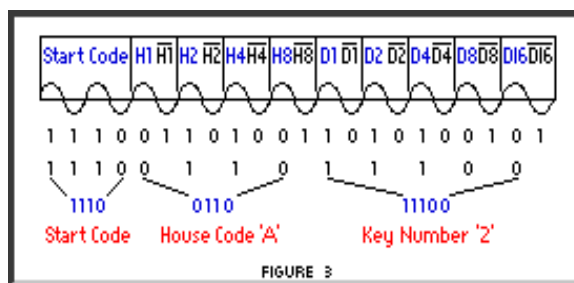 Start Code H1 H̅1̅ H2 H̅2̅ H4 H̅4̅ H8 H̅8̅ D1 D̅1̅ D2 D̅2̅ D4 D̅4̅ D8 D̅8̅ D16 D̅1̅6̅
1 1 1 0 0 1 1 0 1 0 0 1 1 0 1 0 1 0 0 1 0 1
1 1 1 0 0 1 1 0 1 1 1 0 0
1110 0110 11100
Start Code House Code 'A' Key Number '2'
FIGURE 3